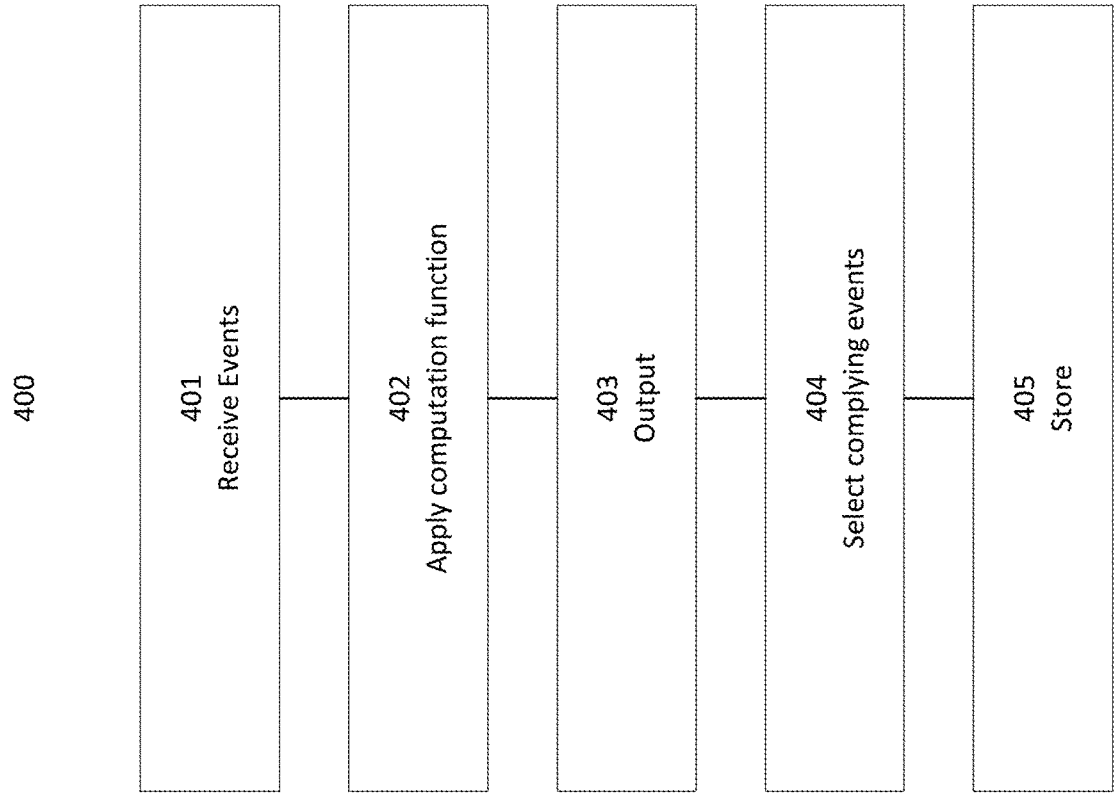 400
401
Receive Events
402
Apply computation function
403
Output
404
Select complying events
405
Store